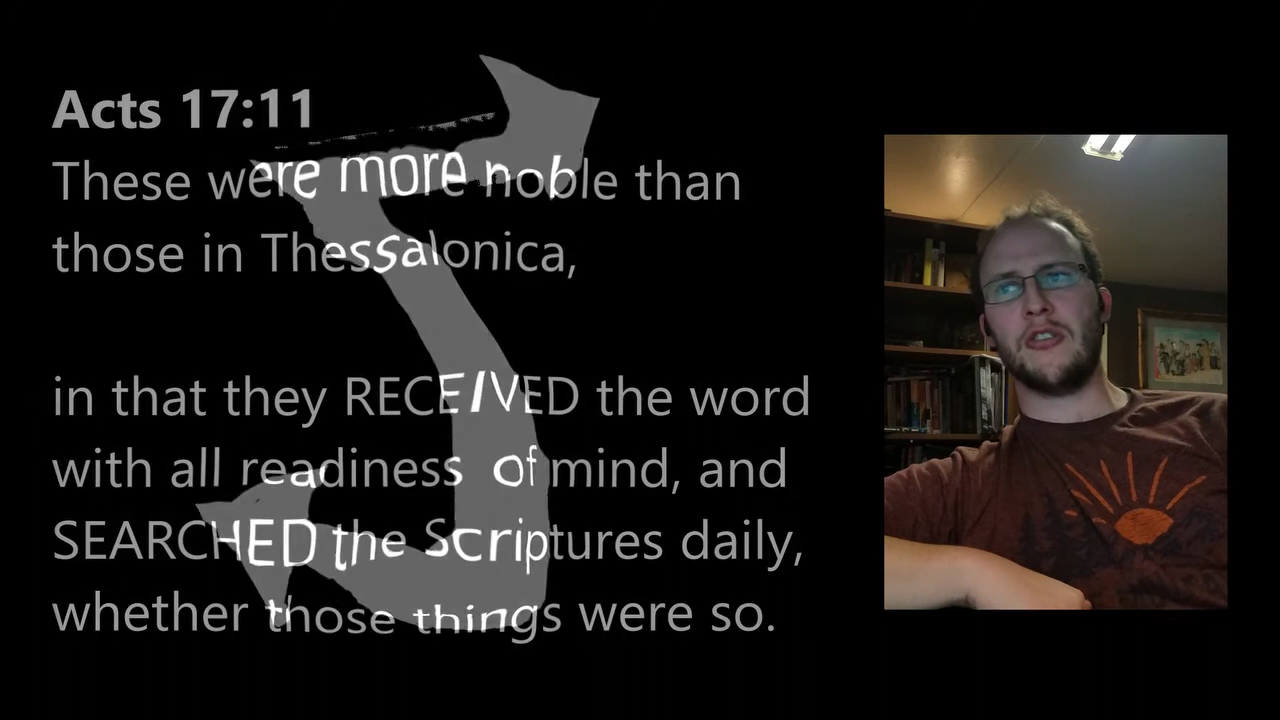 Acts 17:11
These were more noble than
those in Thessalonica,
in that they RECEIVED the word
with all readiness of mind, and
SEARCHED the Scriptures daily,
whether those things were so.